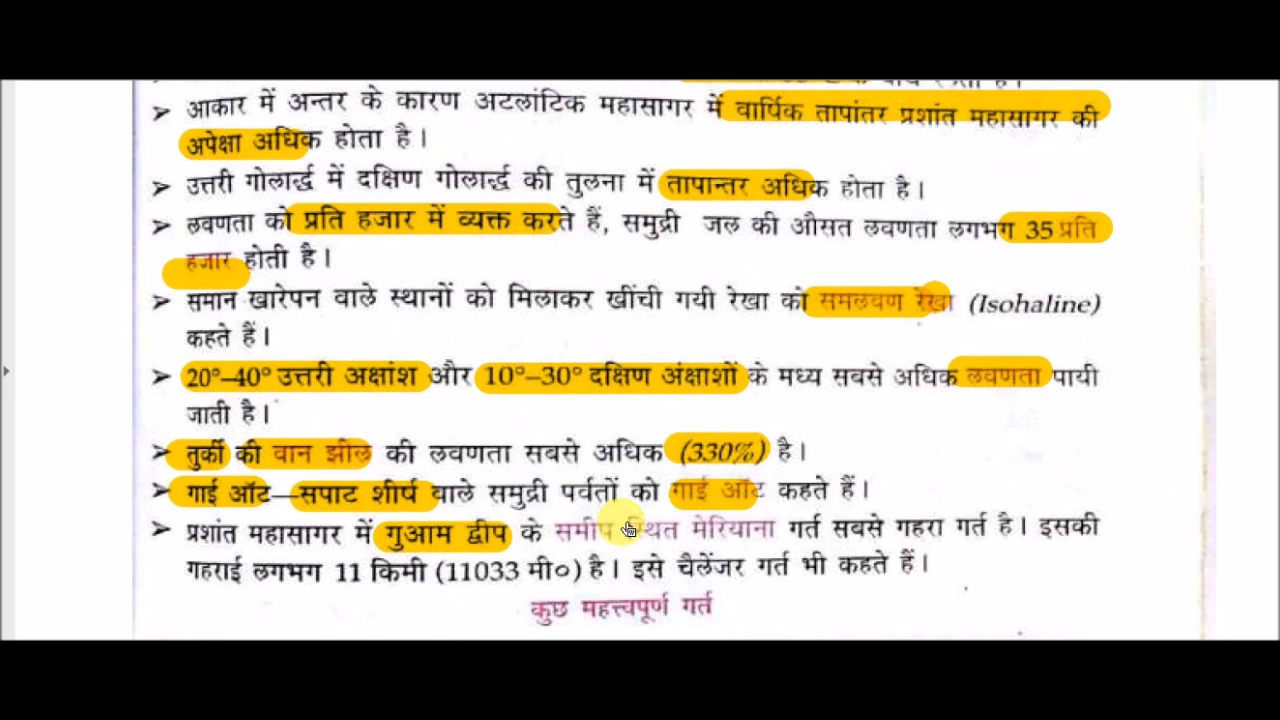 ➤ आकार में अन्तर के कारण अटलांटिक महासागर में वार्षिक तापांतर प्रशांत महासागर की
अपेक्षा अधिक होता है।
➤ उत्तरी गोलार्द्ध में दक्षिण गोलार्द्ध की तुलना में तापान्तर अधिक होता है।
➤ लवणता को प्रति हजार में व्यक्त करते हैं, समुद्री जल की औसत लवणता लगभग 35 प्रति
हजार होती है।
➤ समान खारेपन वाले स्थानों को मिलाकर खींची गयी रेखा को समलवण रेखा (Isohaline)
कहते हैं।
➤ 20°–40° उत्तरी अक्षांश और 10°–30° दक्षिण अंक्षाशों के मध्य सबसे अधिक लवणता पायी
जाती है।
➤ तुर्की की वान झील की लवणता सबसे अधिक (330%) है।
➤ गाई ऑट—सपाट शीर्ष वाले समुद्री पर्वतों को गाई ऑट कहते हैं।
➤ प्रशांत महासागर में गुआम द्वीप के समीप स्थित मेरियाना गर्त सबसे गहरा गर्त है। इसकी
गहराई लगभग 11 किमी (11033 मी०) है। इसे चैलेंजर गर्त भी कहते हैं।
कुछ महत्त्वपूर्ण गर्त